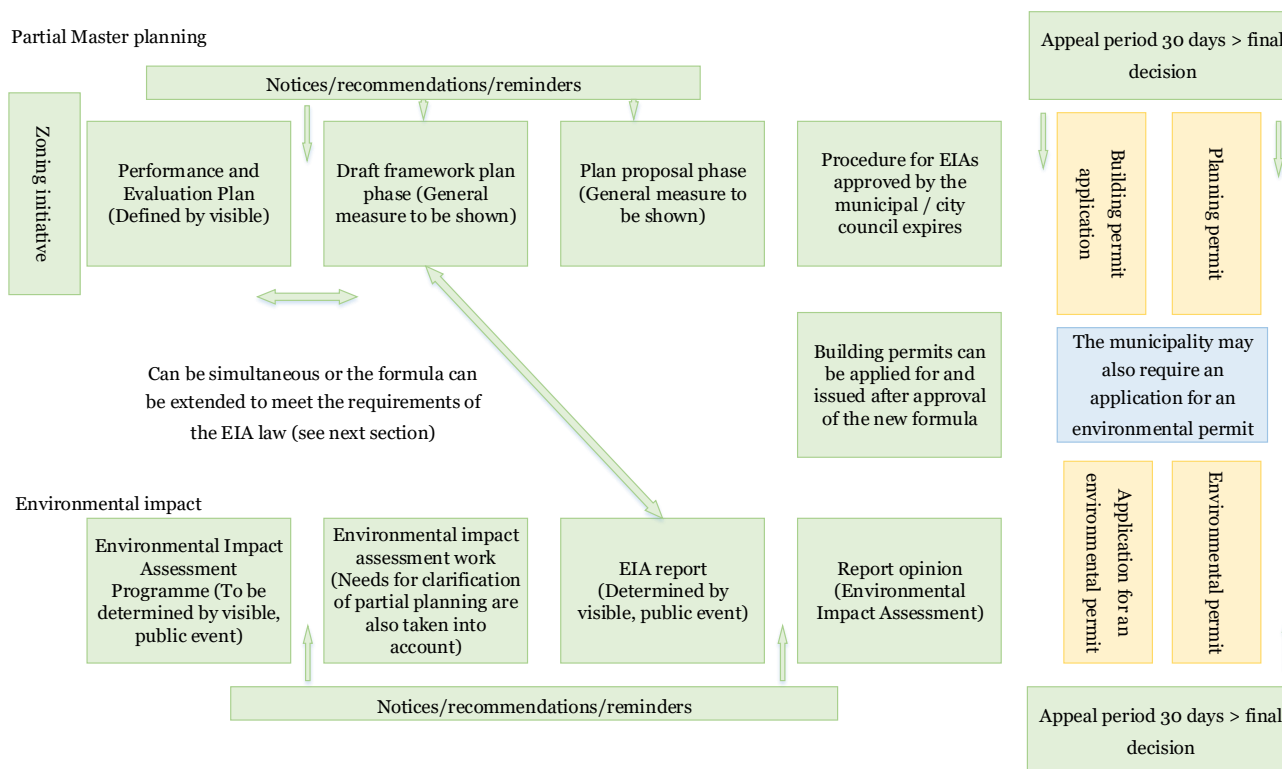 Partial Master planning
Appeal period 30 days > final
decision
Notices/recommendations/reminders
Zoning initiative
Performance and
Evaluation Plan
(Defined by visible)
Draft framework plan
phase (General
measure to be shown)
Plan proposal phase
(General measure to
be shown)
Procedure for EIAs
approved by the
municipal / city
council expires
Building permit
application
Planning permit
Can be simultaneous or the formula can
be extended to meet the requirements of
the EIA law (see next section)
Building permits can
be applied for and
issued after approval
of the new formula
The municipality may
also require an
application for an
environmental permit
Environmental impact
Environmental Impact
Assessment
Programme (To be
determined by visible,
public event)
Environmental impact
assessment work
(Needs for clarification
of partial planning are
also taken into
account)
EIA report
(Determined by
visible, public event)
Report opinion
(Environmental
Impact Assessment)
Application for an
environmental permit
Environmental permit
Notices/recommendations/reminders
Appeal period 30 days > final
decision